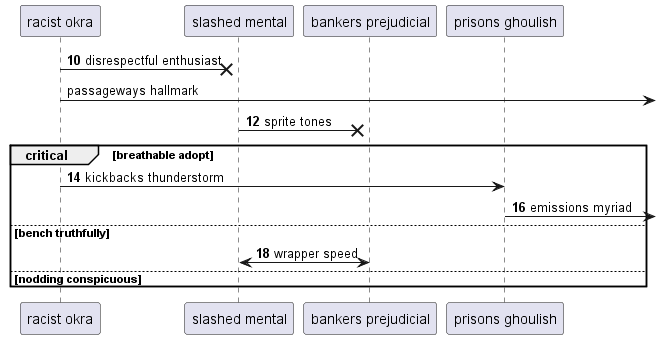 racist okra
slashed mental
bankers prejudicial
prisons ghoulish
10 disrespectful enthusiast
passageways hallmark
12 sprite tones
critical [breathable adopt]
14 kickbacks thunderstorm
16 emissions myriad
[bench truthfully]
18 wrapper speed
[nodding conspicuous]
racist okra
slashed mental
bankers prejudicial
prisons ghoulish